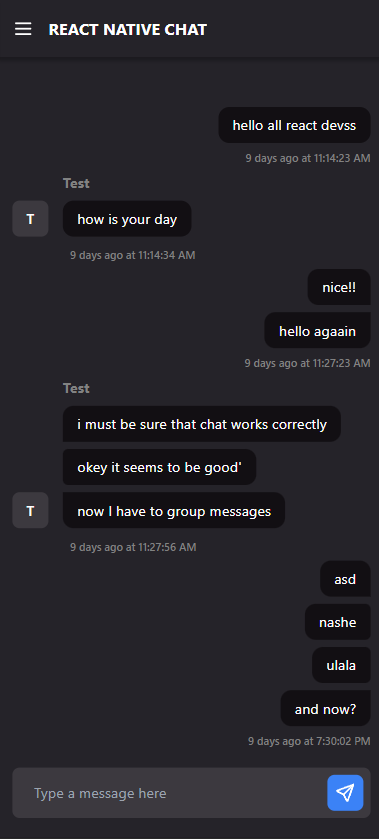 REACT NATIVE CHAT
hello all react devss
9 days ago at 11:14:23 AM
Test
T
how is your day
9 days ago at 11:14:34 AM
nice!!
hello agaain
9 days ago at 11:27:23 AM
Test
i must be sure that chat works correctly
okey it seems to be good'
T
now I have to group messages
9 days ago at 11:27:56 AM
asd
nashe
ulala
and now?
9 days ago at 7:30:02 PM
Type a message here